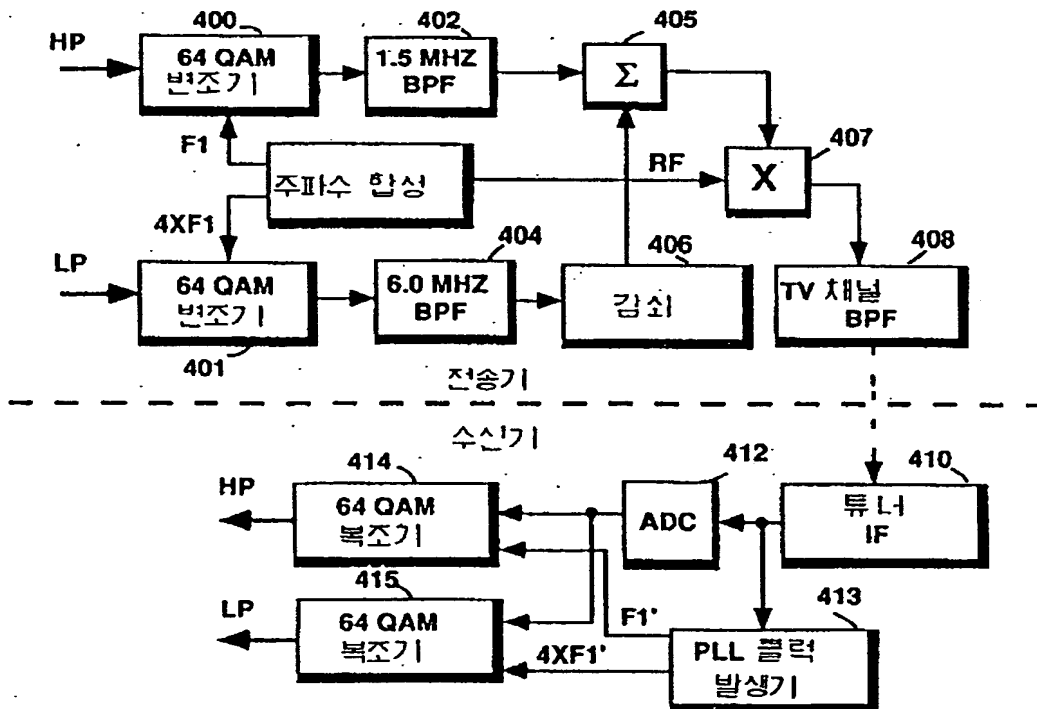 400
402
405
HP
64 QAM
변조기
1.5 MHZ
BPF
Σ
F1
주파수 합성
RF
X
407
4XF1
404
406
408
LP
64 QAM
변조기
6.0 MHZ
BPF
감쇠
TV 채널
BPF
401
전송기
수신기
414
412
410
HP
64 QAM
복조기
ADC
튜너
IF
415
413
LP
64 QAM
복조기
F1'
4XF1'
PLL 클럭
발생기